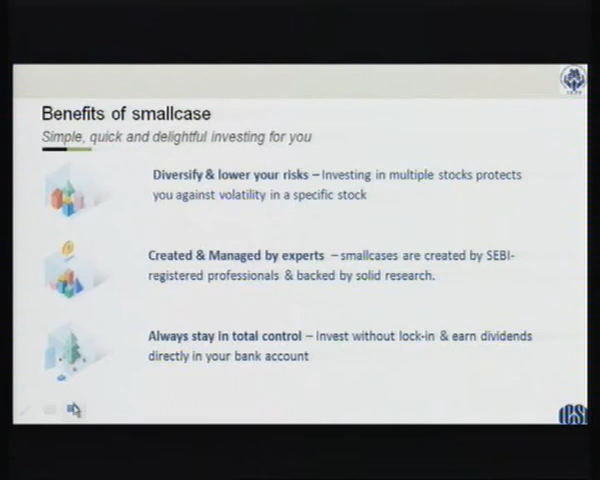 Benefits of smallcase
Simple, quick and delightful investing for you
Diversify & lower your risks – Investing in multiple stocks protects
you against volatility in a specific stock
Created & Managed by experts – smallcases are created by SEBI-
registered professionals & backed by solid research.
Always stay in total control – Invest without lock-in & earn dividends
directly in your bank account